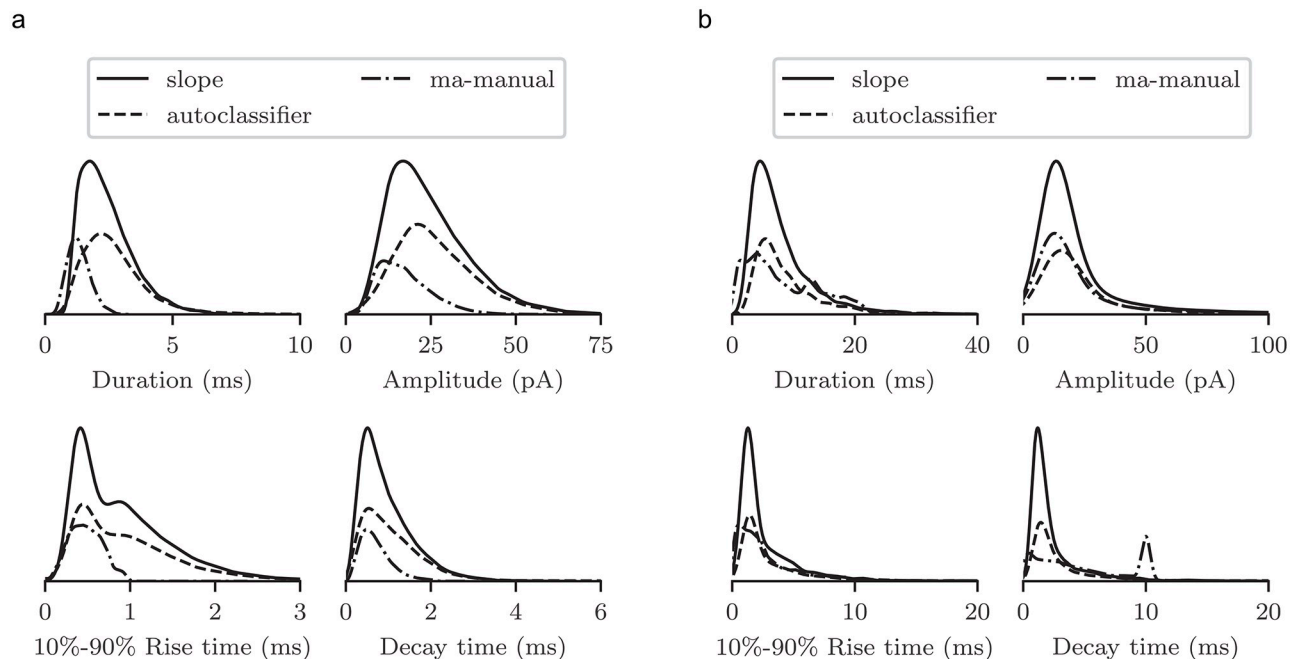 a
slope
ma-manual
autoclassifier
0 5 10
Duration (ms)
0 25 50 75
Amplitude (pA)
0 1 2 3
10%-90% Rise time (ms)
0 2 4 6
Decay time (ms)
b
slope
ma-manual
autoclassifier
0 20 40
Duration (ms)
0 50 100
Amplitude (pA)
0 10 20
10%-90% Rise time (ms)
0 10 20
Decay time (ms)